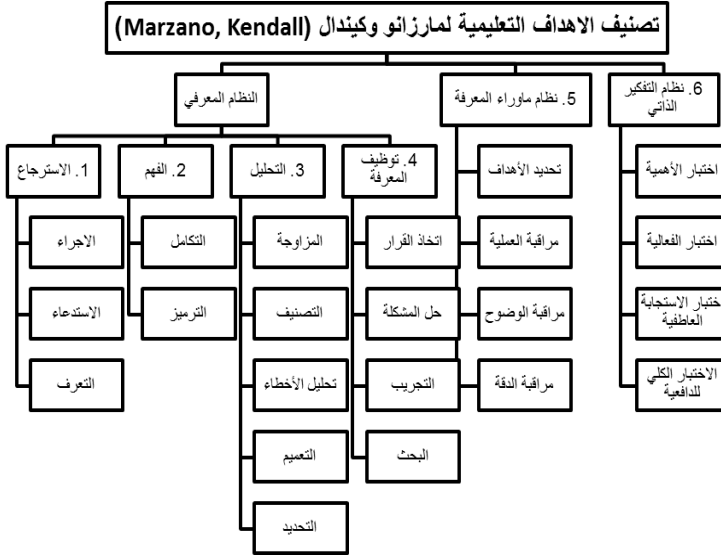 تصنيف الاهداف التعليمية لمارزانو وكيندال (Marzano, Kendall)
6. نظام التفكير
الذاتي
5. نظام ماوراء المعرفة
النظام المعرفي
اختبار الأهمية
اختبار الفعالية
ختبار الاستجابة
العاطفية
الاختبار الكلي
للدافعية
تحديد الأهداف
مراقبة العملية
مراقبة الوضوح
مراقبة الدقة
4. توظيف
المعرفة
اتخاذ القرار
حل المشكلة
التجريب
البحث
3. التحليل
المزاوجة
التصنيف
تحليل الأخطاء
التعميم
التحديد
2. الفهم
التكامل
الترميز
1. الاسترجاع
الاجراء
الاستدعاء
التعرف